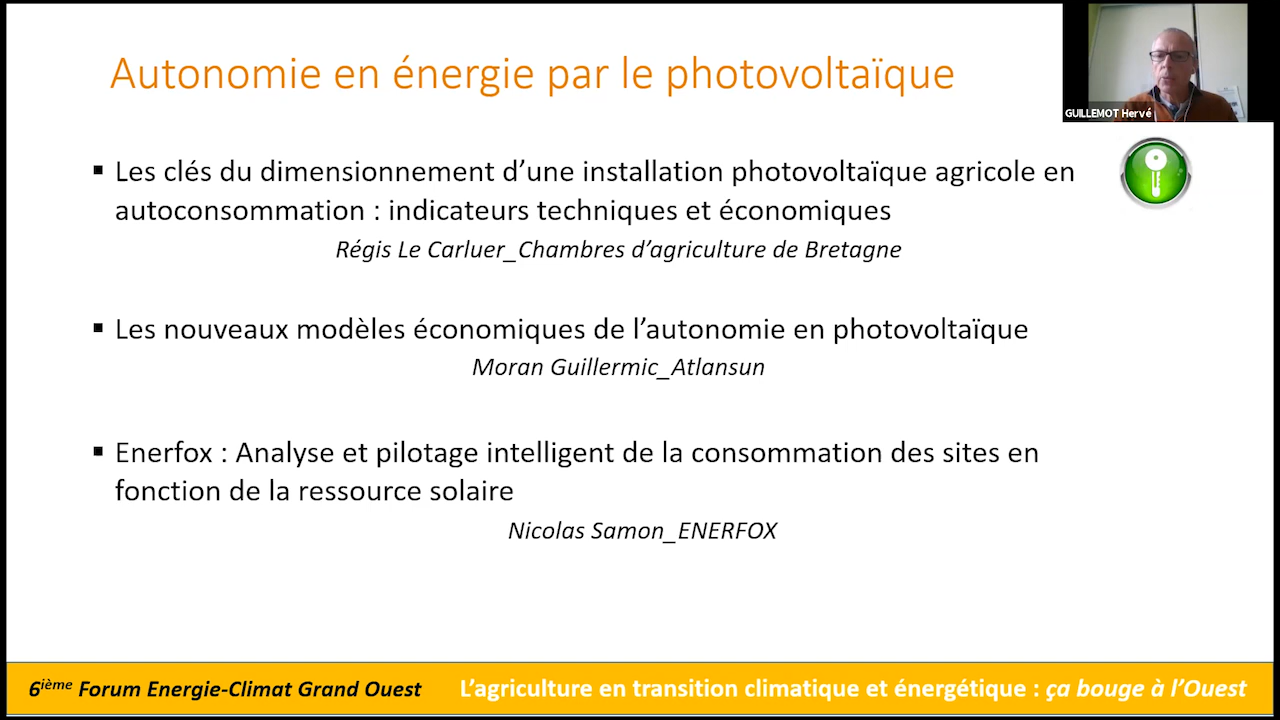 Autonomie en énergie par le photovoltaïque
GUILLEMOT Hervé
▪ Les clés du dimensionnement d’une installation photovoltaïque agricole en
autoconsommation : indicateurs techniques et économiques
Régis Le Carluer_Chambres d’agriculture de Bretagne
▪ Les nouveaux modèles économiques de l’autonomie en photovoltaïque
Moran Guillermic_Atlansun
▪ Enerfox : Analyse et pilotage intelligent de la consommation des sites en
fonction de la ressource solaire
Nicolas Samon_ENERFOX
6ième Forum Energie-Climat Grand Ouest
L’agriculture en transition climatique et énergétique : ça bouge à l’Ouest